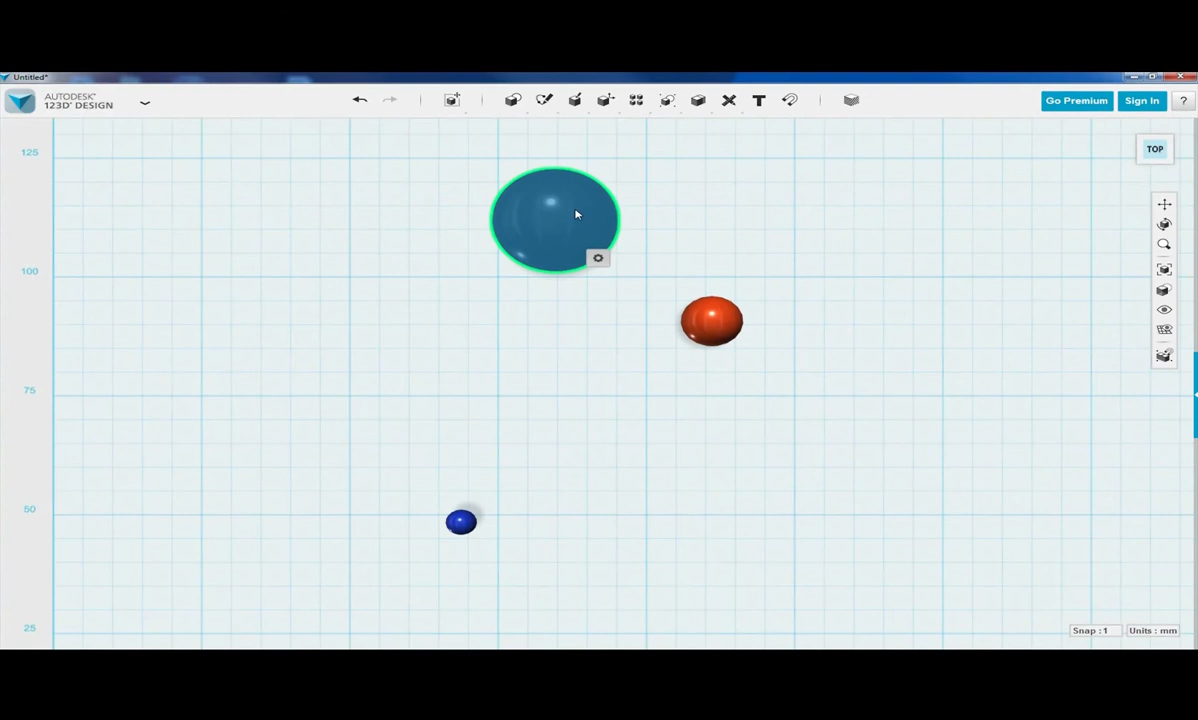 Untitled*
AUTODESK®
123D® DESIGN
T
Go Premium
Sign In
?
TOP
125
100
75
50
25
Snap : 1
Units : mm